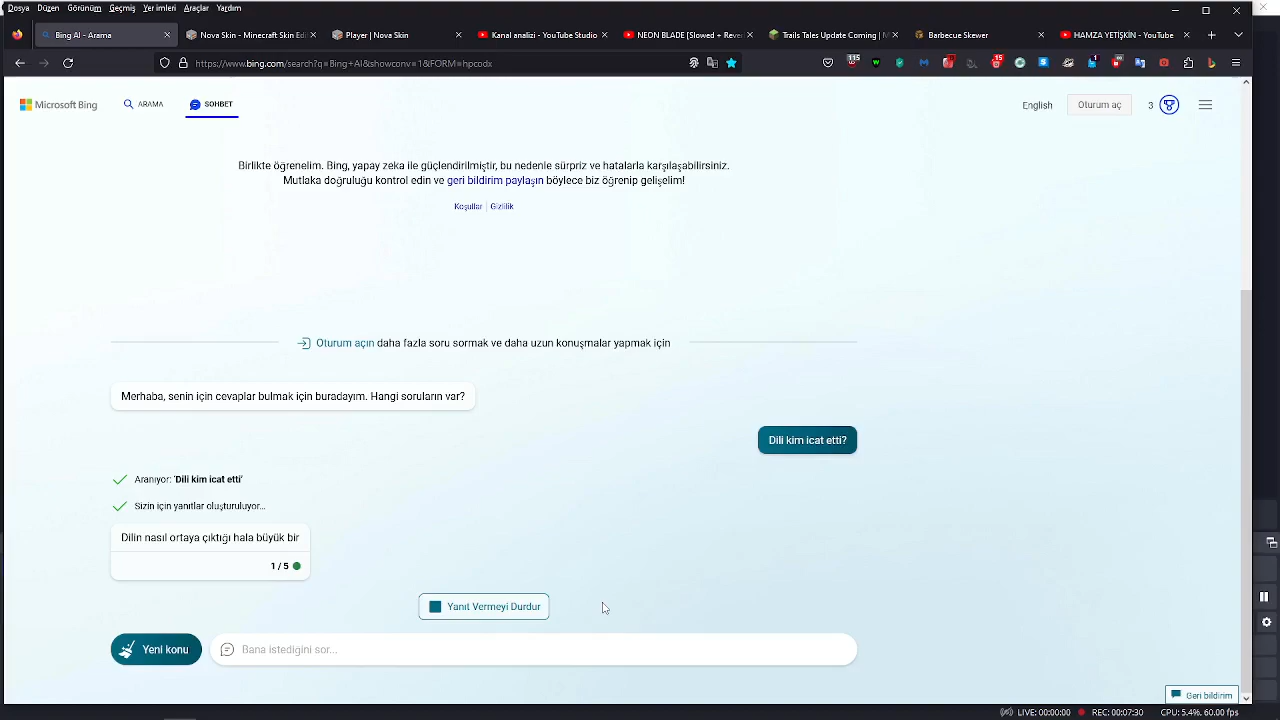 Dosya Düzen Görünüm Geçmiş Yer imleri Araçlar Yardım
Bing AI - Arama
Nova Skin - Minecraft Skin Edi
Player | Nova Skin
Kanal analizi - YouTube Studio
NEON BLADE [Slowed + Rever
Trails Tales Update Coming | M
Barbecue Skewer
HAMZA YETİŞKİN - YouTube
https://www.bing.com/search?q=Bing+AI&showconv=1&FORM=hpcodx
115
15
1
Microsoft Bing
ARAMA
SOHBET
English
Oturum aç
3
Birlikte öğrenelim. Bing, yapay zeka ile güçlendirilmiştir, bu nedenle sürpriz ve hatalarla karşılaşabilirsiniz.
Mutlaka doğruluğu kontrol edin ve geri bildirim paylaşın böylece biz öğrenip gelişelim!
Koşullar | Gizlilik
Oturum açın daha fazla soru sormak ve daha uzun konuşmalar yapmak için
Merhaba, senin için cevaplar bulmak için buradayım. Hangi soruların var?
Dili kim icat etti?
Aranıyor: 'Dili kim icat etti'
Sizin için yanıtlar oluşturuluyor...
Dilin nasıl ortaya çıktığı hala büyük bir
1 / 5
Yanıt Vermeyi Durdur
Yeni konu
Bana istedigini sor...
Geri bildirim
LIVE: 00:00:00 REC: 00:07:30 CPU: 5.4%, 60.00 fps